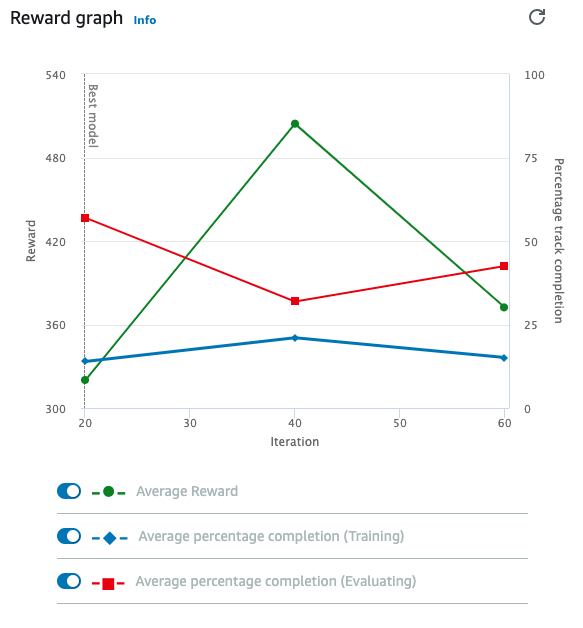 Reward graph Info
540
480
420
360
300
Reward
Best model
100
75
50
25
0
Percentage track completion
20 30 40 50 60
Iteration
Average Reward
Average percentage completion (Training)
Average percentage completion (Evaluating)